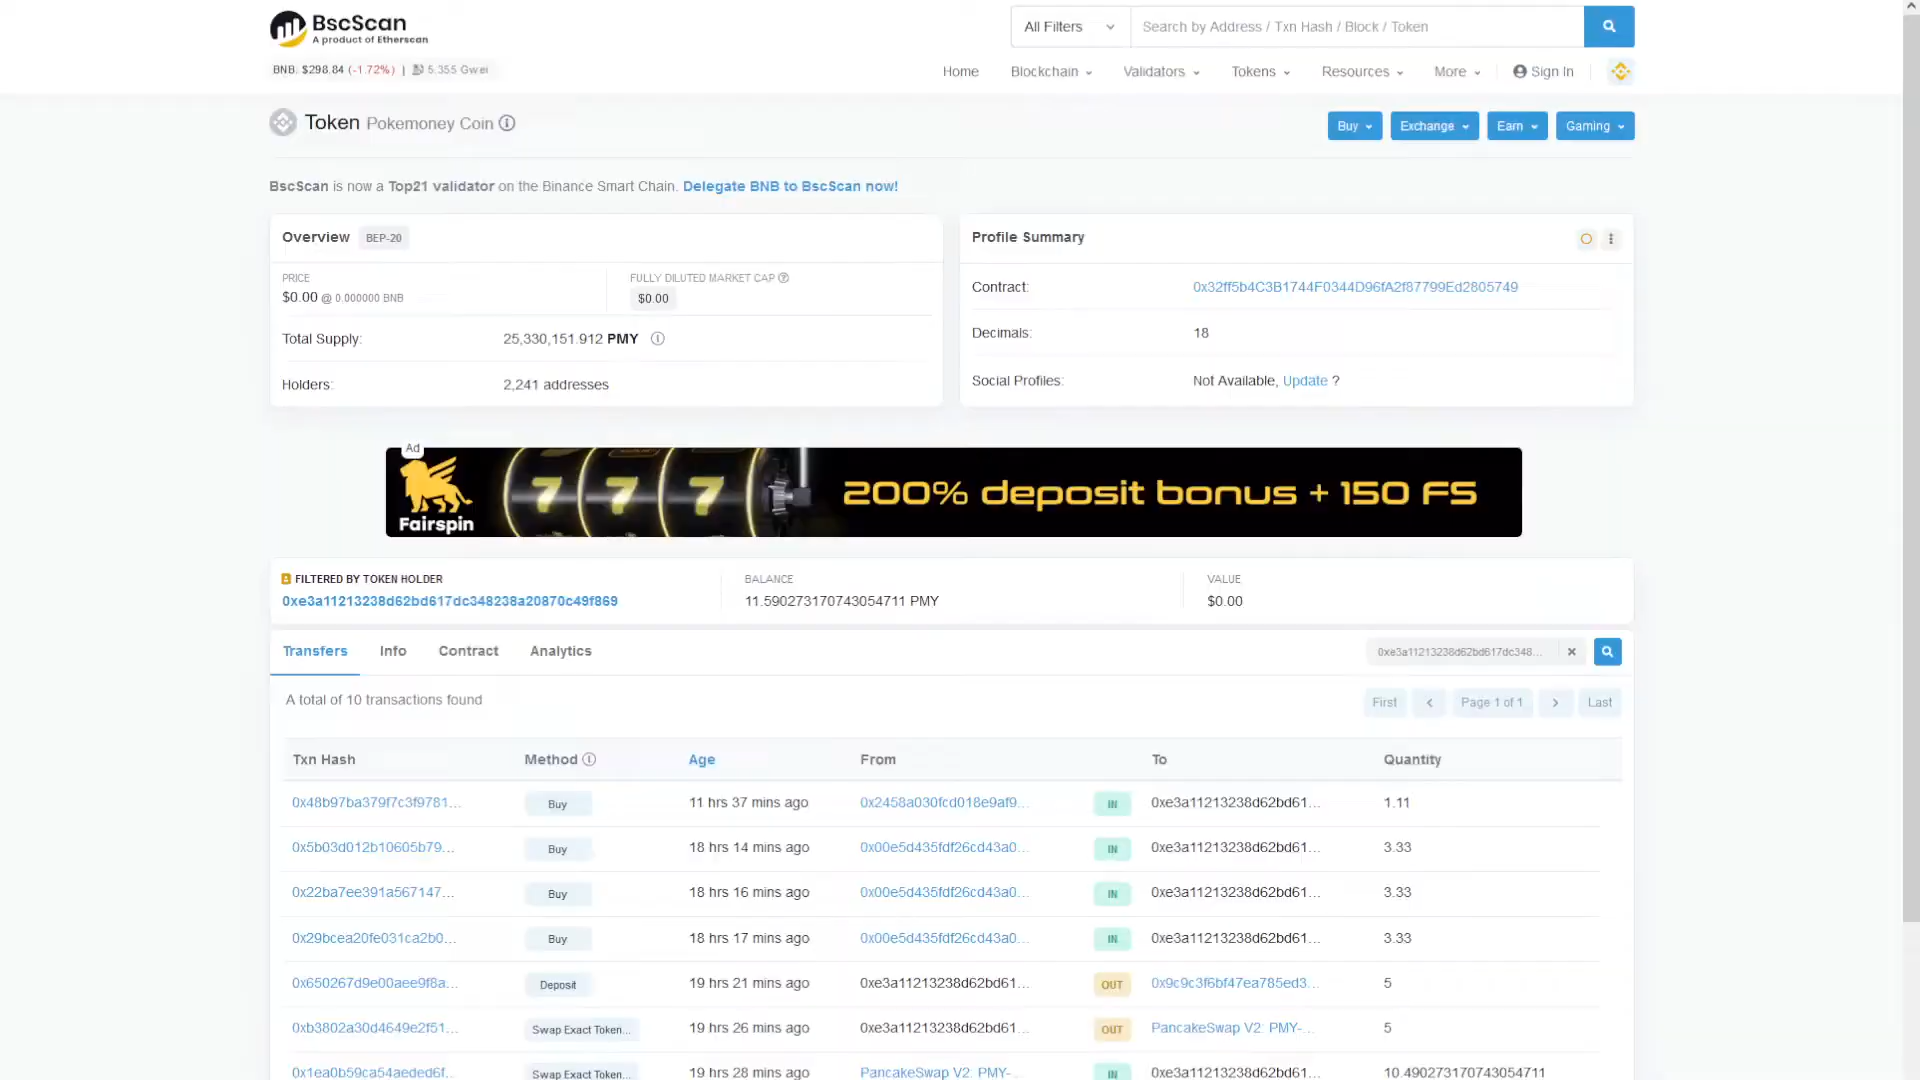 BscScan
A product of Etherscan
All Filters
Search by Address / Txn Hash / Block / Token
BNB: $298.84 (-1.72%) | 5.355 Gwei
Home Blockchain Validators Tokens Resources More Sign In
Token Pokemoney Coin
Buy Exchange Earn Gaming
BscScan is now a Top21 validator on the Binance Smart Chain. Delegate BNB to BscScan now!
Overview BEP-20
PRICE
$0.00 @ 0.000000 BNB
FULLY DILUTED MARKET CAP
$0.00
Total Supply: 25,330,151.912 PMY
Holders: 2,241 addresses
Profile Summary
Contract: 0x32ff5b4C3B1744F0344D96fA2f87799Ed2805749
Decimals: 18
Social Profiles: Not Available, Update ?
Ad
Fairspin
7 7 7
200% deposit bonus + 150 FS
FILTERED BY TOKEN HOLDER
0xe3a11213238d62bd617dc348238a20870c49f869
BALANCE
11.590273170743054711 PMY
VALUE
$0.00
Transfers Info Contract Analytics
0xe3a11213238d62bd617dc348...
A total of 10 transactions found
First Page 1 of 1 Last
Txn Hash Method Age From To Quantity
0x48b97ba379f7c3f9781... Buy 11 hrs 37 mins ago 0x2458a030fcd018e9af9... IN 0xe3a11213238d62bd61... 1.11
0x5b03d012b10605b79... Buy 18 hrs 14 mins ago 0x00e5d435fdf26cd43a0... IN 0xe3a11213238d62bd61... 3.33
0x22ba7ee391a567147... Buy 18 hrs 16 mins ago 0x00e5d435fdf26cd43a0... IN 0xe3a11213238d62bd61... 3.33
0x29bcea20fe031ca2b0... Buy 18 hrs 17 mins ago 0x00e5d435fdf26cd43a0... IN 0xe3a11213238d62bd61... 3.33
0x650267d9e00aee9f8a... Deposit 19 hrs 21 mins ago 0xe3a11213238d62bd61... OUT 0x9c9c3f6bf47ea785ed3... 5
0xb3802a30d4649e2f51... Swap Exact Token... 19 hrs 26 mins ago 0xe3a11213238d62bd61... OUT PancakeSwap V2: PMY-... 5
0x1ea0b59ca54aeded6f... Swap Exact Token... 19 hrs 28 mins ago PancakeSwap V2: PMY-... IN 0xe3a11213238d62bd61... 10.490273170743054711